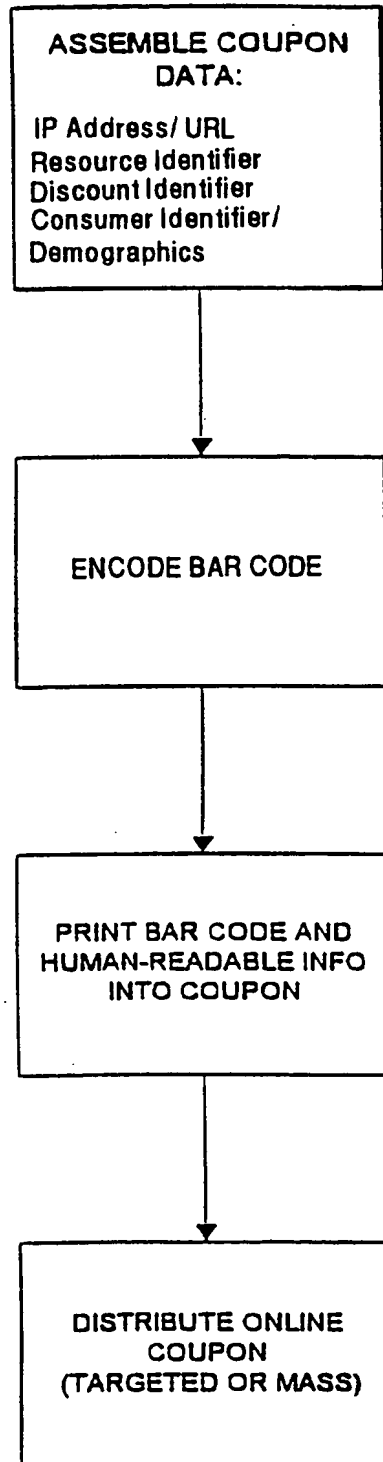 ASSEMBLE COUPON
DATA:
IP Address/ URL
Resource Identifier
Discount Identifier
Consumer Identifier/
Demographics
ENCODE BAR CODE
PRINT BAR CODE AND
HUMAN-READABLE INFO
INTO COUPON
DISTRIBUTE ONLINE
COUPON
(TARGETED OR MASS)